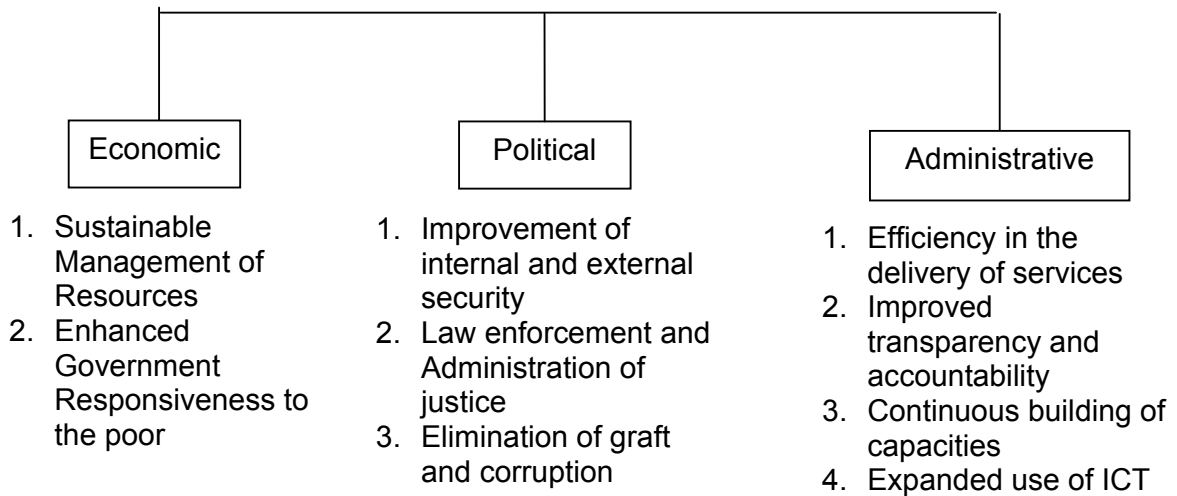 Economic
1. Sustainable
Management of
Resources
2. Enhanced
Government
Responsiveness to
the poor
Political
1. Improvement of
internal and external
security
2. Law enforcement and
Administration of
justice
3. Elimination of graft
and corruption
Administrative
1. Efficiency in the
delivery of services
2. Improved
transparency and
accountability
3. Continuous building of
capacities
4. Expanded use of ICT